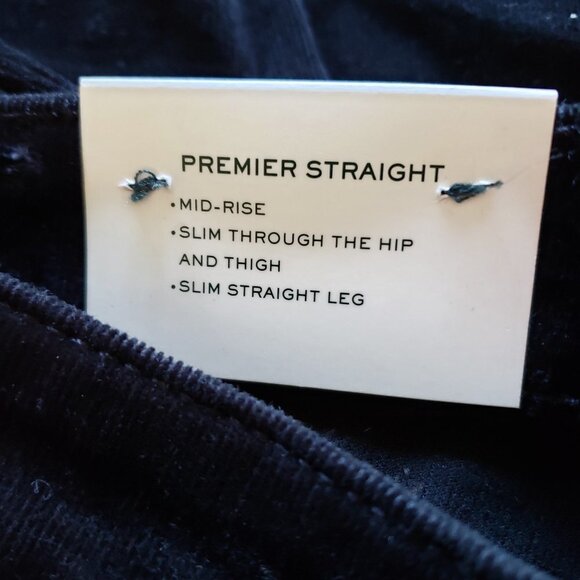 PREMIER STRAIGHT
•MID-RISE
•SLIM THROUGH THE HIP
AND THIGH
•SLIM STRAIGHT LEG